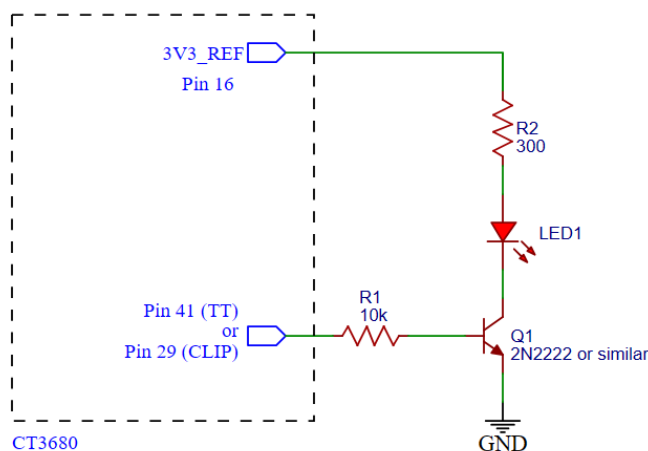 3V3_REF
Pin 16
R2
300
LED1
Pin 41 (TT)
or
Pin 29 (CLIP)
R1
10k
Q1
2N2222 or similar
GND
CT3680